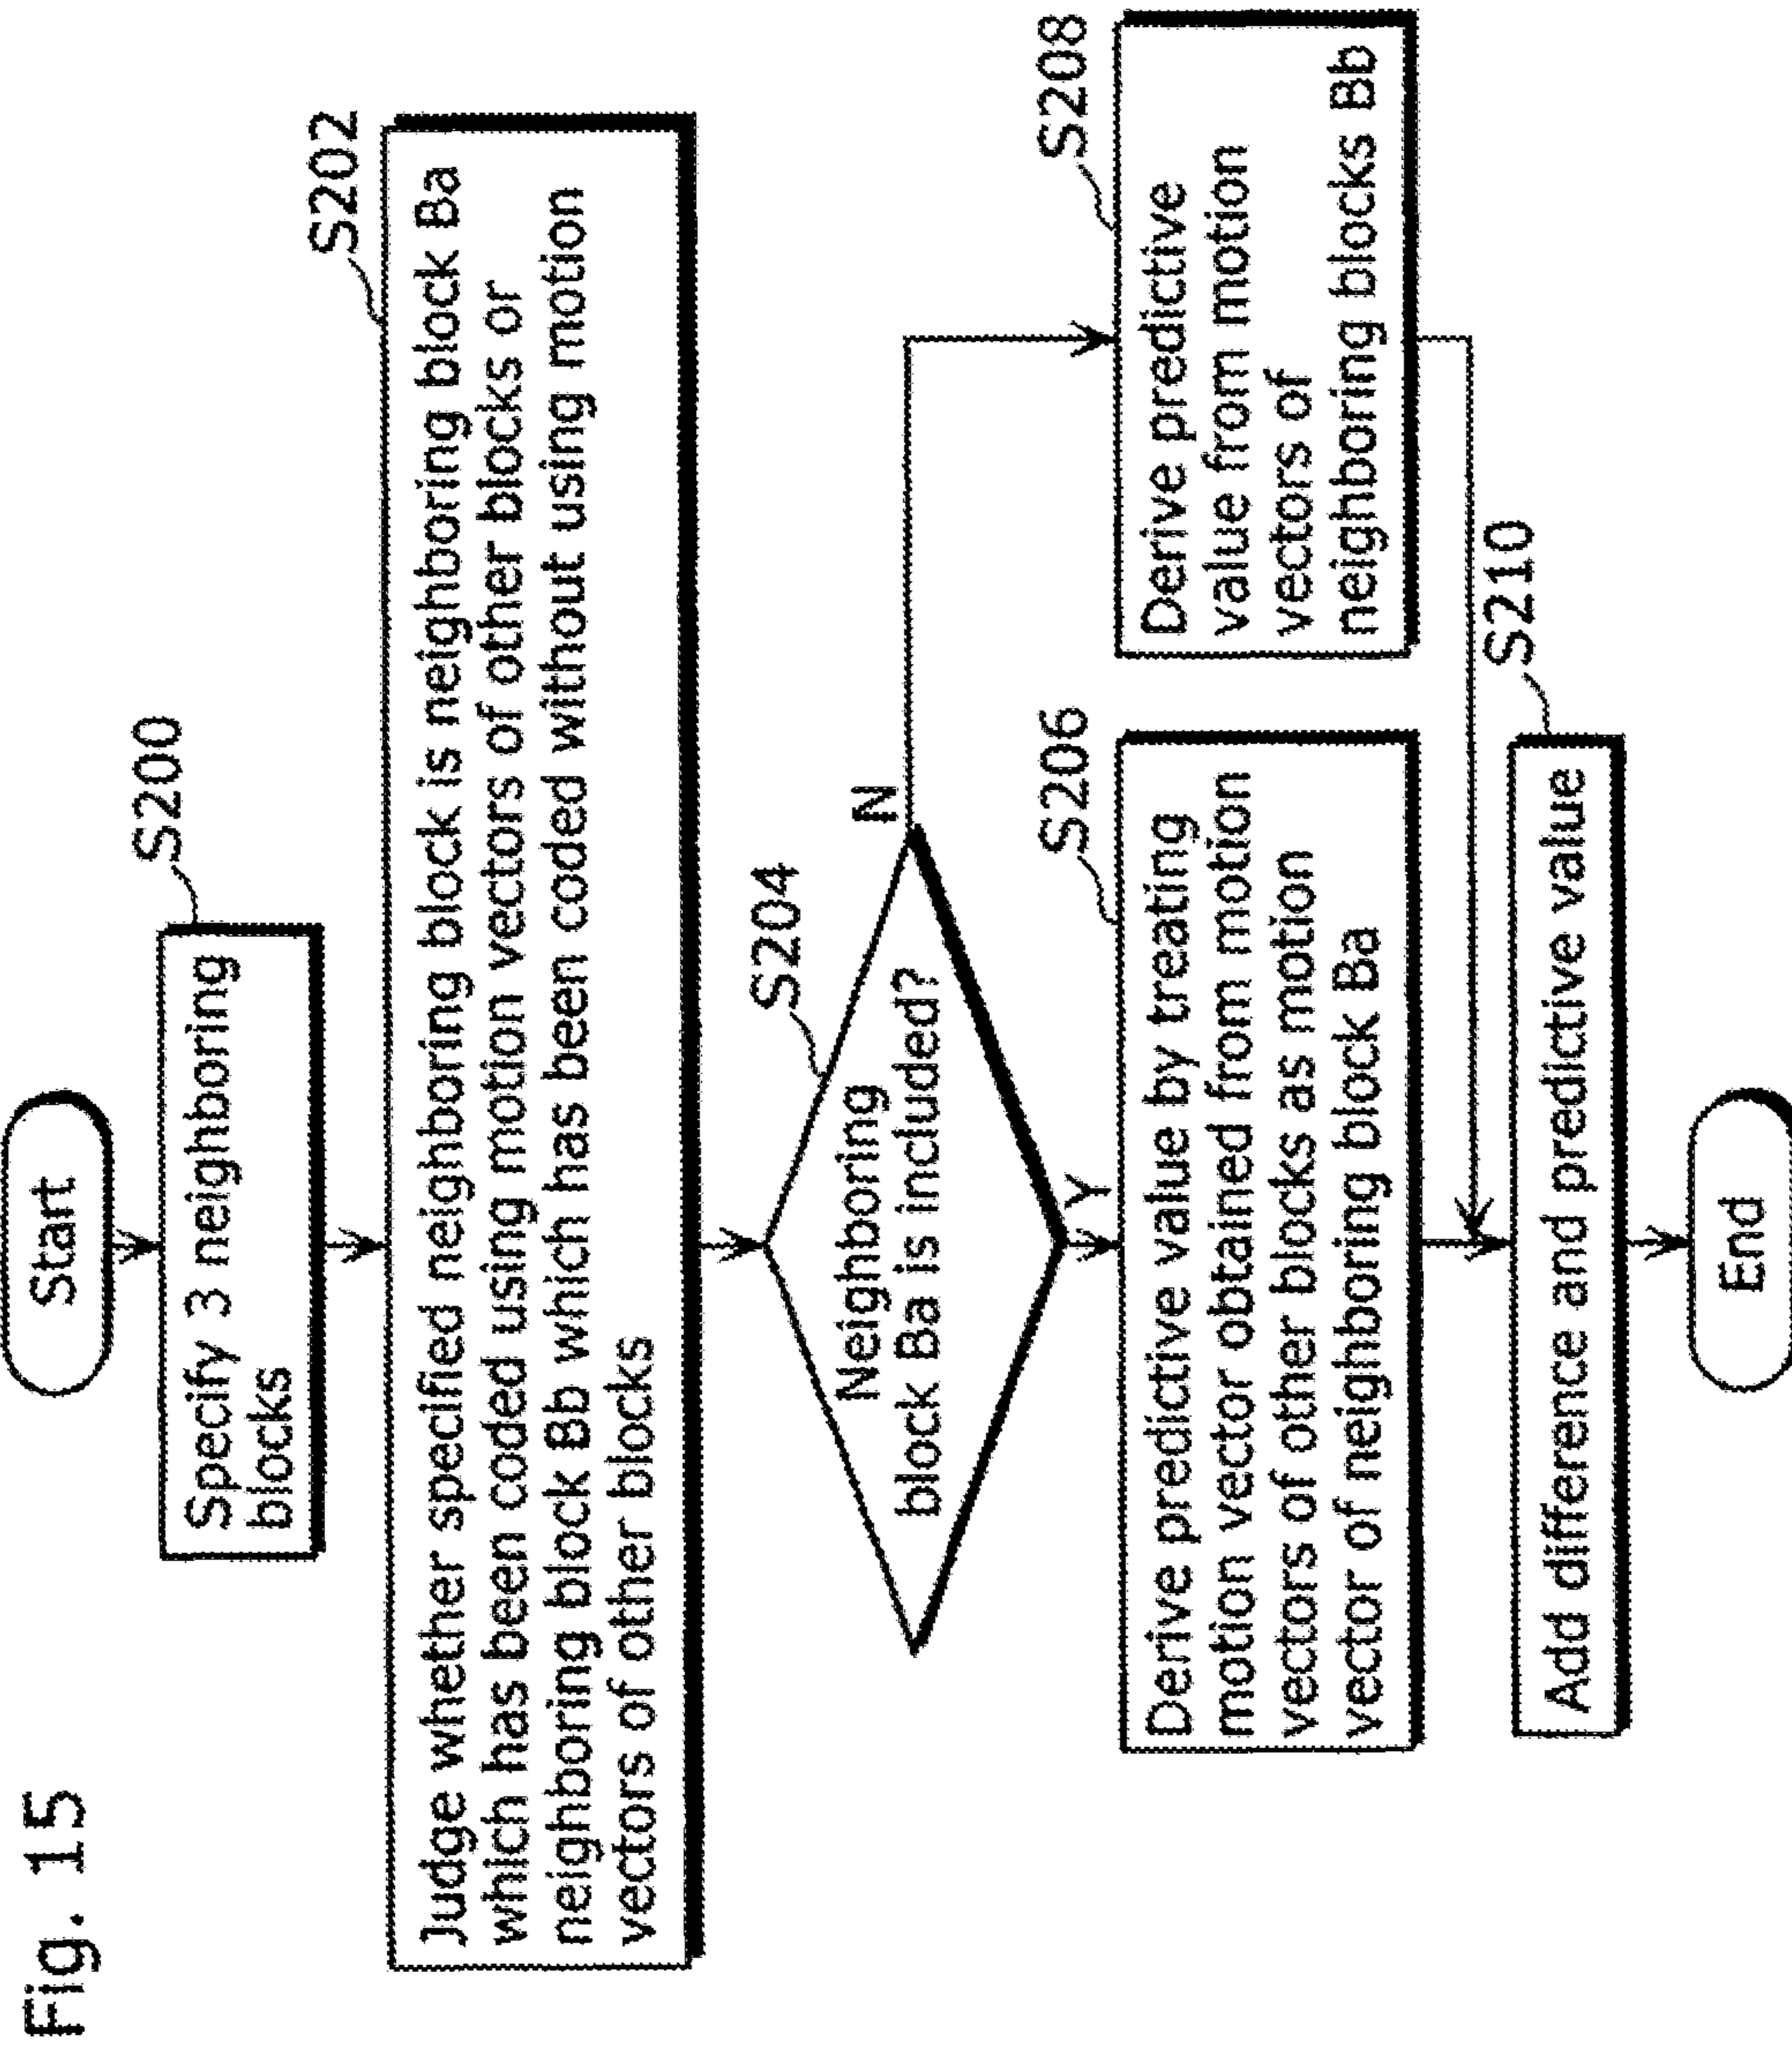 Fig. 15
Start
S200
Specify 3 neighboring
blocks
S202
Judge whether specified neighboring block is neighboring block Ba
which has been coded using motion vectors of other blocks or
neighboring block Bb which has been coded without using motion
vectors of other blocks
S204
Neighboring
block Ba is included?
N
Y
S206
Derive predictive value by treating
motion vector obtained from motion
vectors of other blocks as motion
vector of neighboring block Ba
S208
Derive predictive
value from motion
vectors of
neighboring blocks Bb
S210
Add difference and predictive value
End